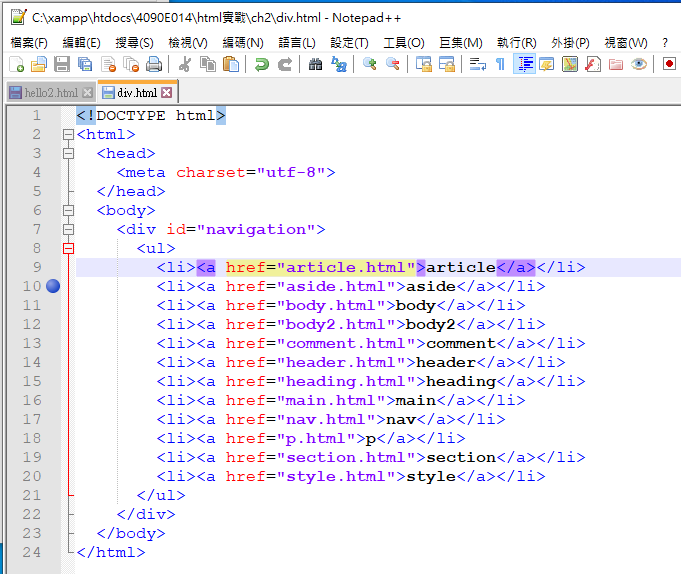 C:\xampp\htdocs\4090E014\html實戰\ch2\div.html - Notepad++
檔案(F) 編輯(E) 搜尋(S) 檢視(V) 編碼(N) 語言(L) 設定(T) 工具(O) 巨集(M) 執行(R) 外掛(P) 視窗(W) ?
hello2.html div.html
1 <!DOCTYPE html>
2 <html>
3 <head>
4 <meta charset="utf-8">
5 </head>
6 <body>
7 <div id="navigation">
8 <ul>
9 <li><a href="article.html">article</a></li>
10 <li><a href="aside.html">aside</a></li>
11 <li><a href="body.html">body</a></li>
12 <li><a href="body2.html">body2</a></li>
13 <li><a href="comment.html">comment</a></li>
14 <li><a href="header.html">header</a></li>
15 <li><a href="heading.html">heading</a></li>
16 <li><a href="main.html">main</a></li>
17 <li><a href="nav.html">nav</a></li>
18 <li><a href="p.html">p</a></li>
19 <li><a href="section.html">section</a></li>
20 <li><a href="style.html">style</a></li>
21 </ul>
22 </div>
23 </body>
24 </html>